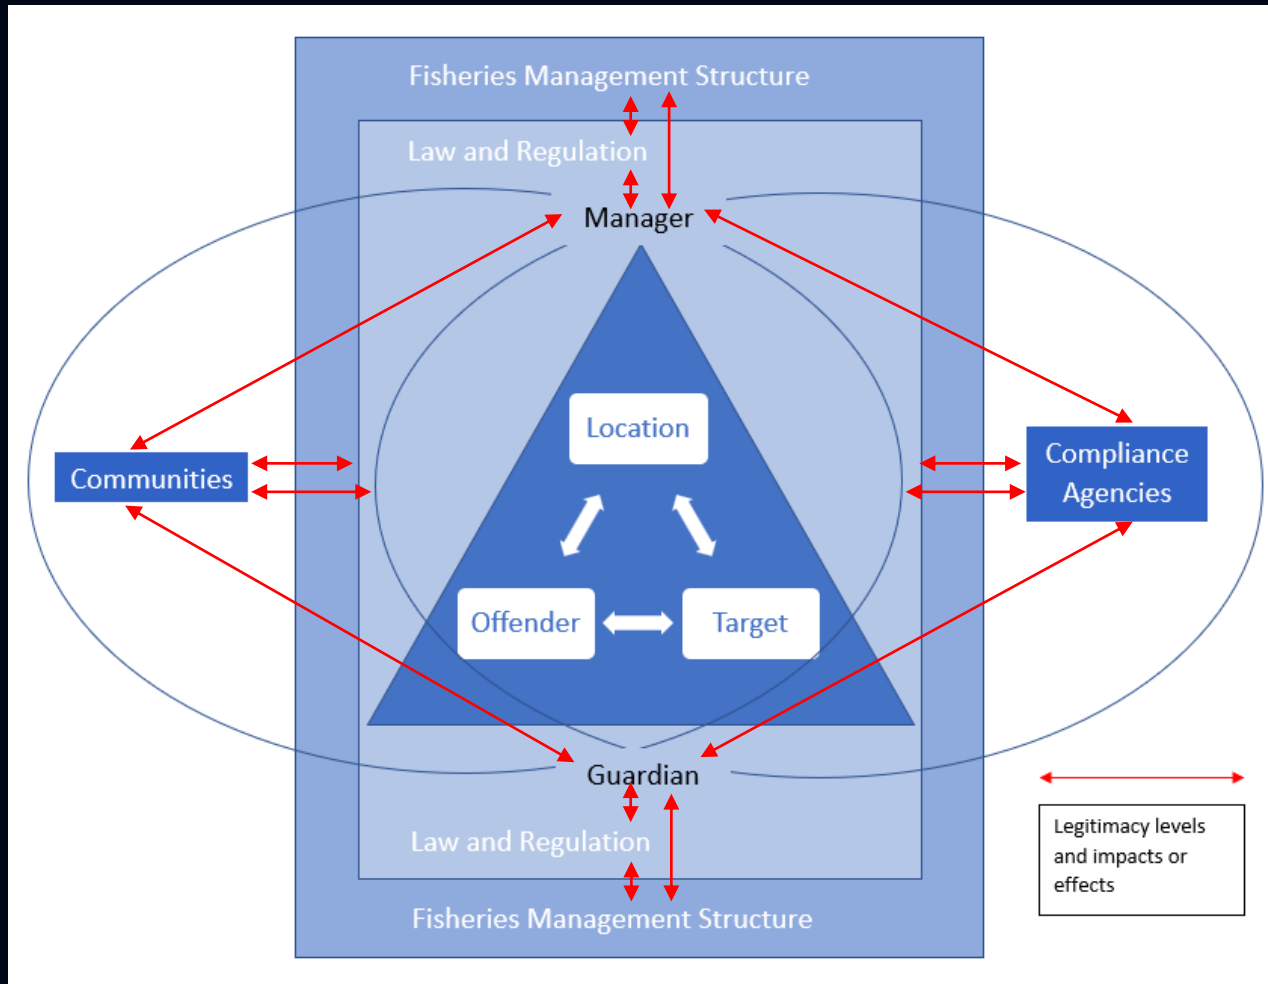 Fisheries Management Structure
Law and Regulation
Manager
Location
Communities
Compliance
Agencies
Offender
Target
Guardian
Law and Regulation
Fisheries Management Structure
Legitimacy levels
and impacts or
effects